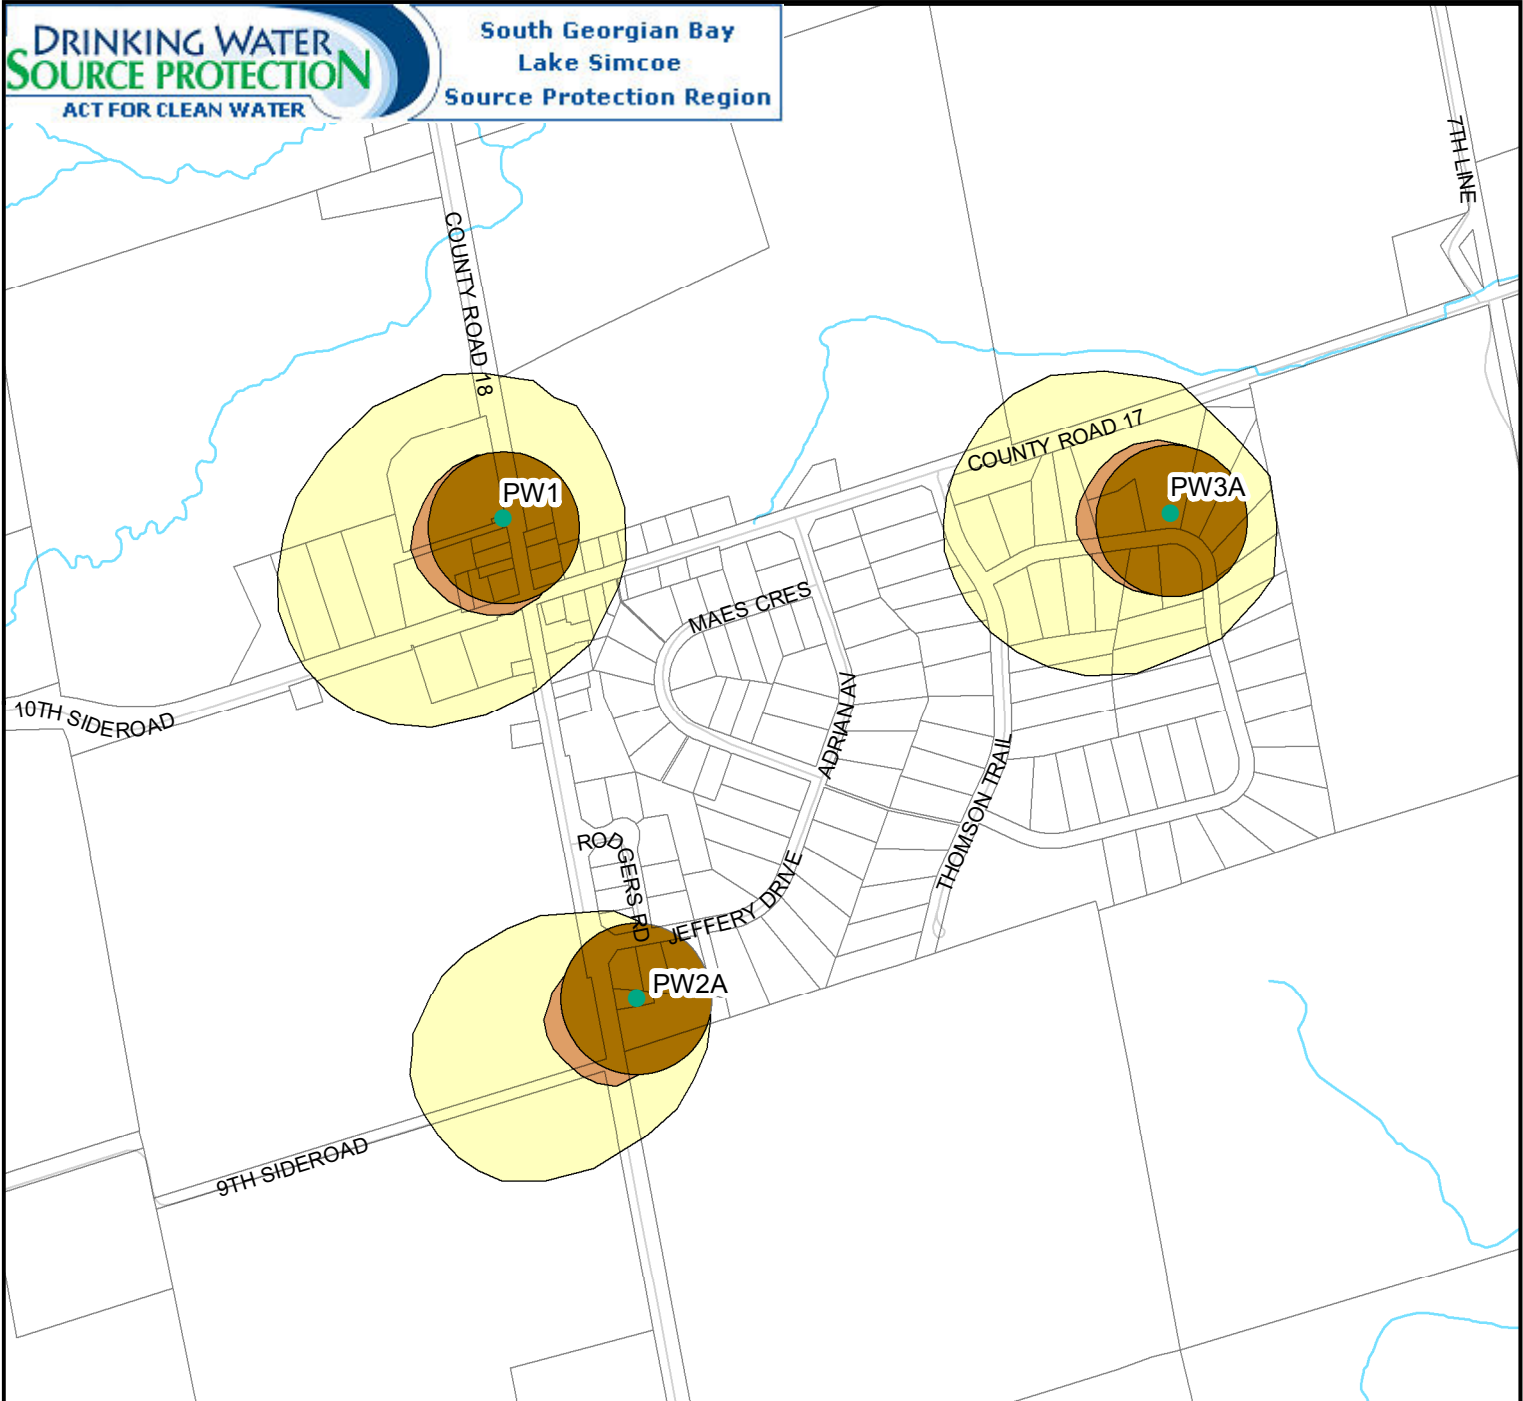 DRINKING WATER
SOURCE PROTECTION
ACT FOR CLEAN WATER
South Georgian Bay
Lake Simcoe
Source Protection Region
7TH LINE
COUNTY ROAD 18
COUNTY ROAD 17
PW1
PW3A
MAES CRES
ADRIAN AV
10TH SIDEROAD
THOMSON TRAIL
RODGERS RD
JEFFERY DRIVE
PW2A
9TH SIDEROAD